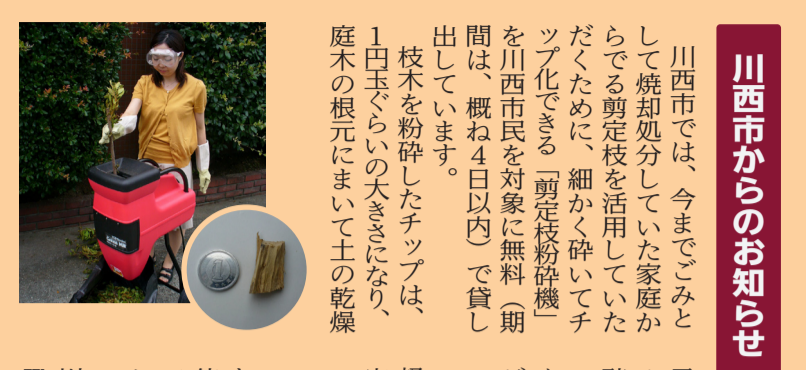 川西市からのお知らせ
川西市では、今までごみと
して焼却処分していた家庭か
らでる剪定枝を活用していた
だくために、細かく砕いてチ
ップ化できる「剪定枝粉砕機」
を川西市民を対象に無料（期
間は、概ね４日以内）で貸し
出しています。
枝木を粉砕したチップは、
１円玉ぐらいの大きさになり、
庭木の根元にまいて土の乾燥